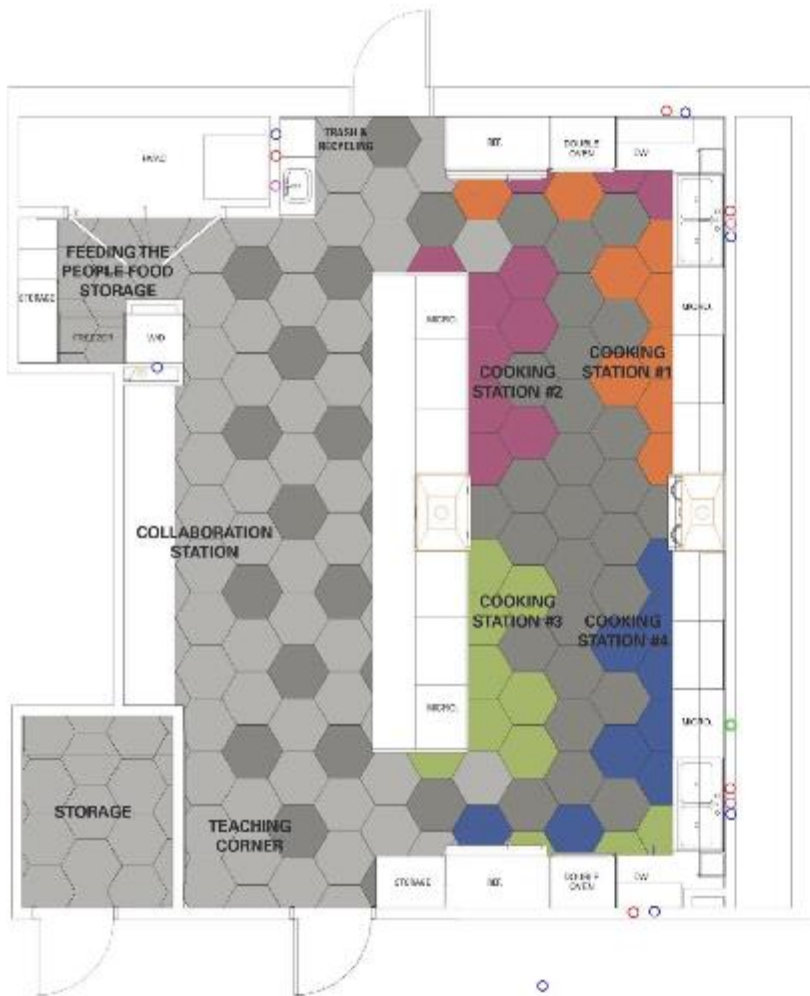 TRASH &
RECYCLING
REF.
DOUBLE
OVEN
DW
HVAC
FEEDING THE
PEOPLE FOOD
STORAGE
STORAGE
FREEZER
W/D
MICRO.
MICRO.
COOKING
STATION #1
COOKING
STATION #2
COLLABORATION
STATION
COOKING
STATION #3
COOKING
STATION #4
MICRO.
MICRO.
STORAGE
TEACHING
CORNER
STORAGE
REF.
DOUBLE
OVEN
DW